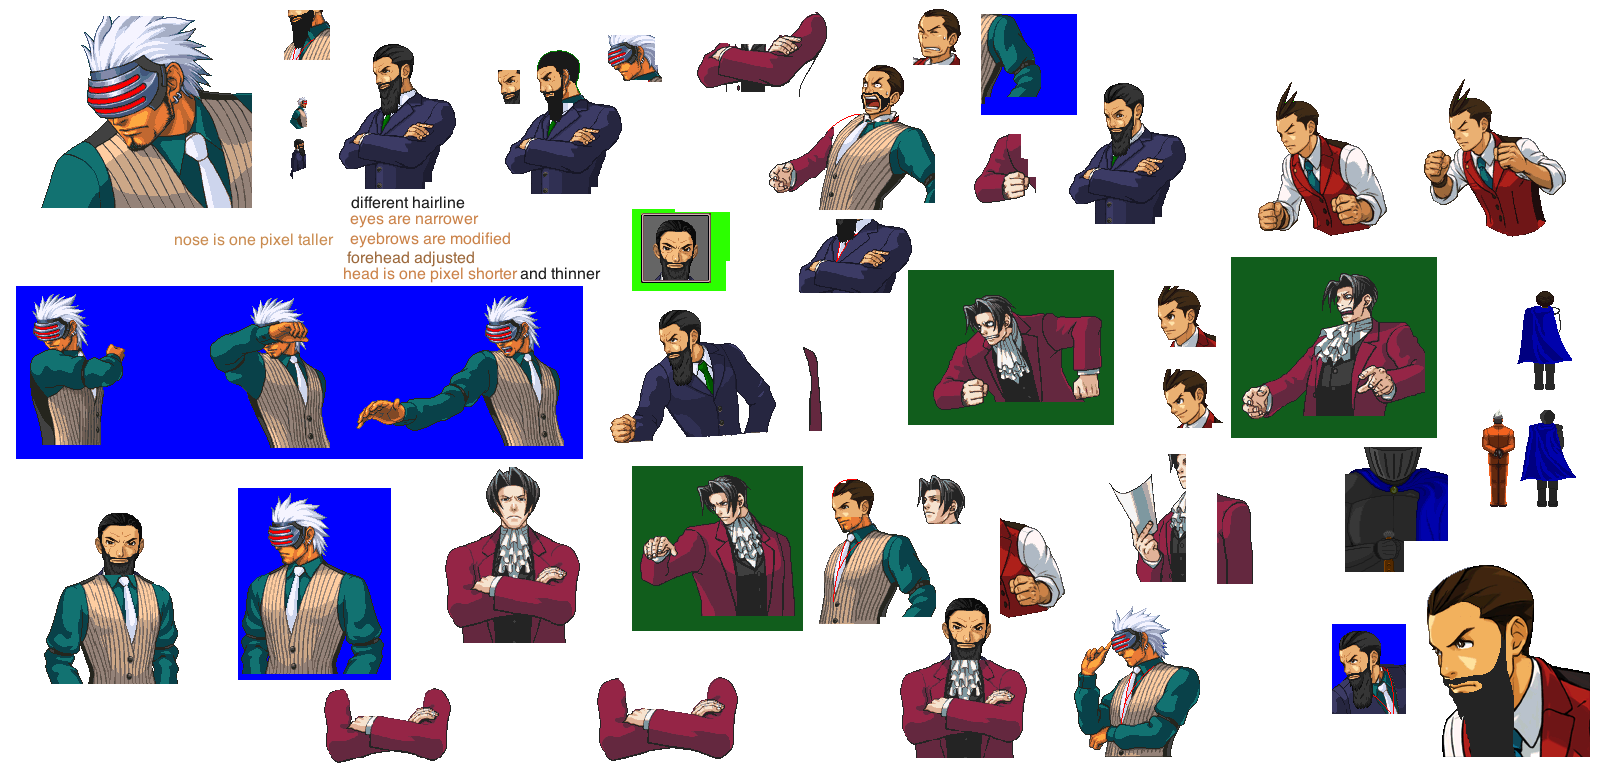 different hairline
eyes are narrower
nose is one pixel taller
eyebrows are modified
forehead adjusted
head is one pixel shorter and thinner